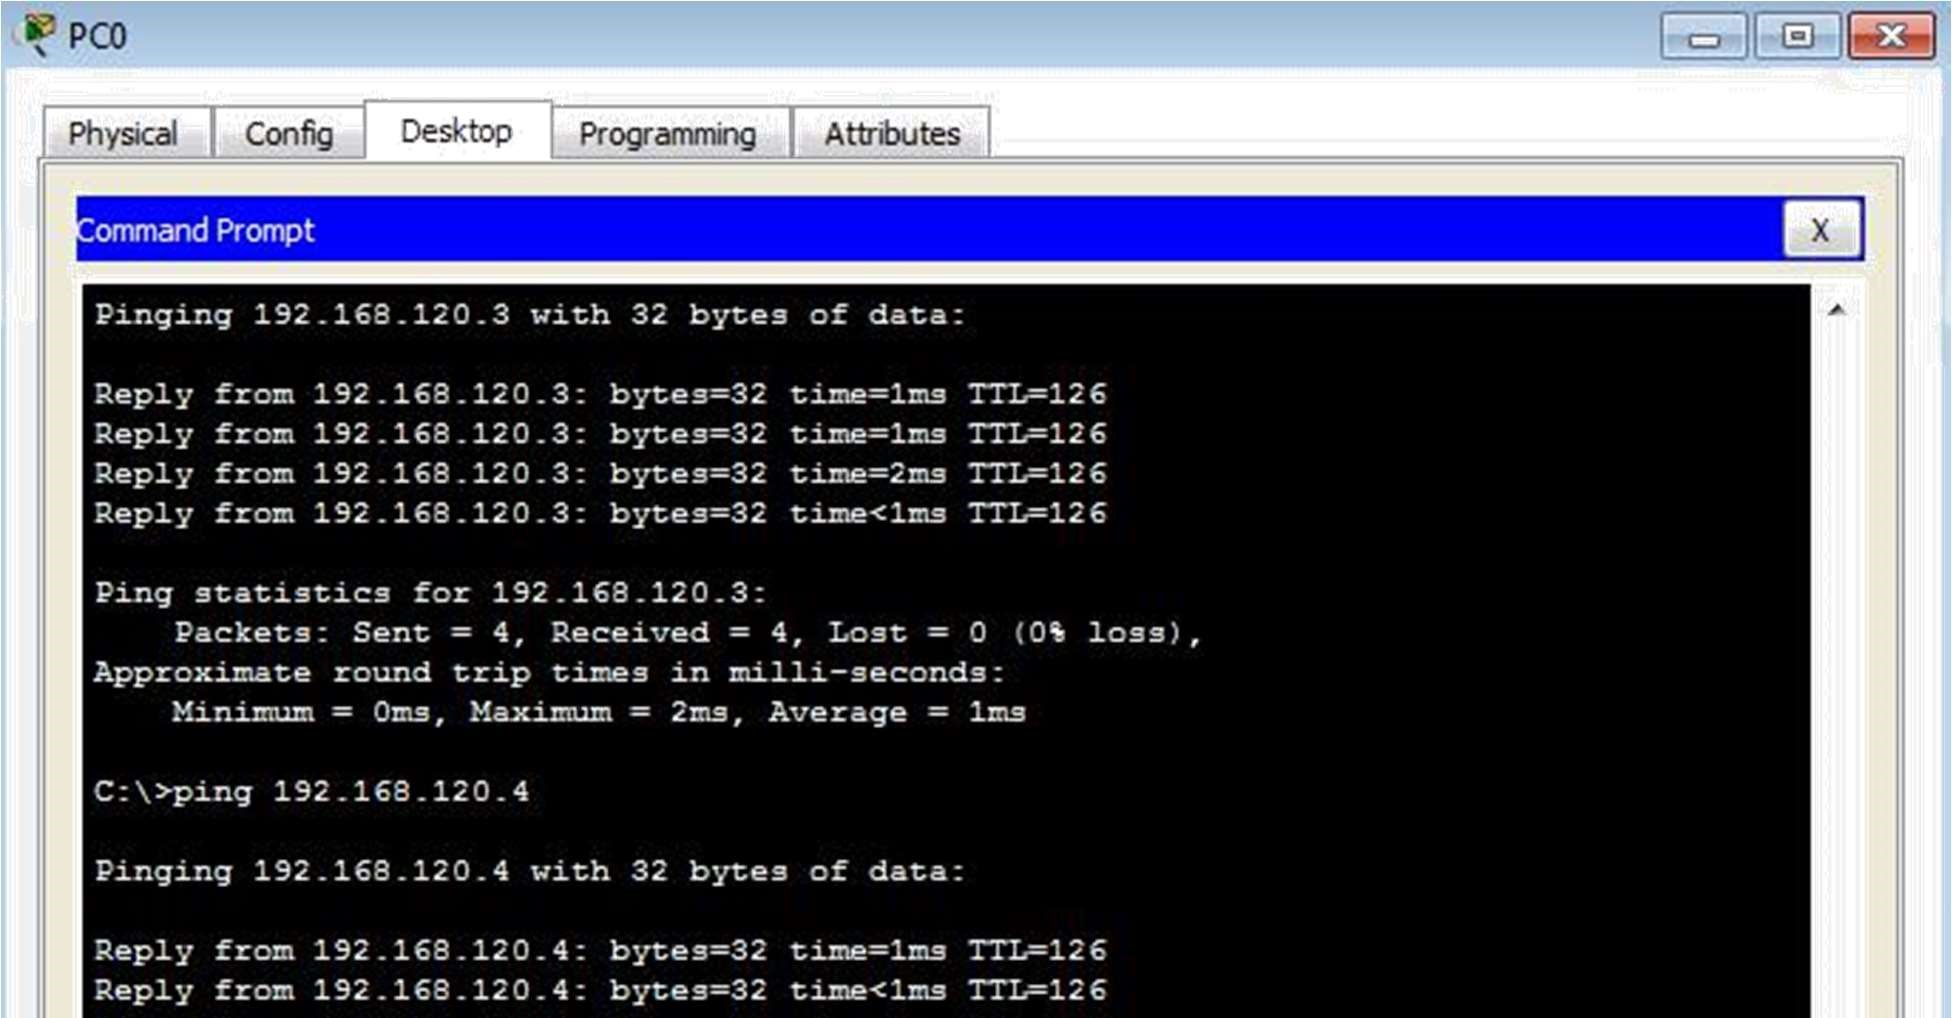 PC0
Physical Config Desktop Programming Attributes
Command Prompt X
Pinging 192.168.120.3 with 32 bytes of data:
Reply from 192.168.120.3: bytes=32 time=1ms TTL=126
Reply from 192.168.120.3: bytes=32 time=1ms TTL=126
Reply from 192.168.120.3: bytes=32 time=2ms TTL=126
Reply from 192.168.120.3: bytes=32 time<1ms TTL=126
Ping statistics for 192.168.120.3:
Packets: Sent = 4, Received = 4, Lost = 0 (0% loss),
Approximate round trip times in milli-seconds:
Minimum = 0ms, Maximum = 2ms, Average = 1ms
C:\>ping 192.168.120.4
Pinging 192.168.120.4 with 32 bytes of data:
Reply from 192.168.120.4: bytes=32 time=1ms TTL=126
Reply from 192.168.120.4: bytes=32 time<1ms TTL=126